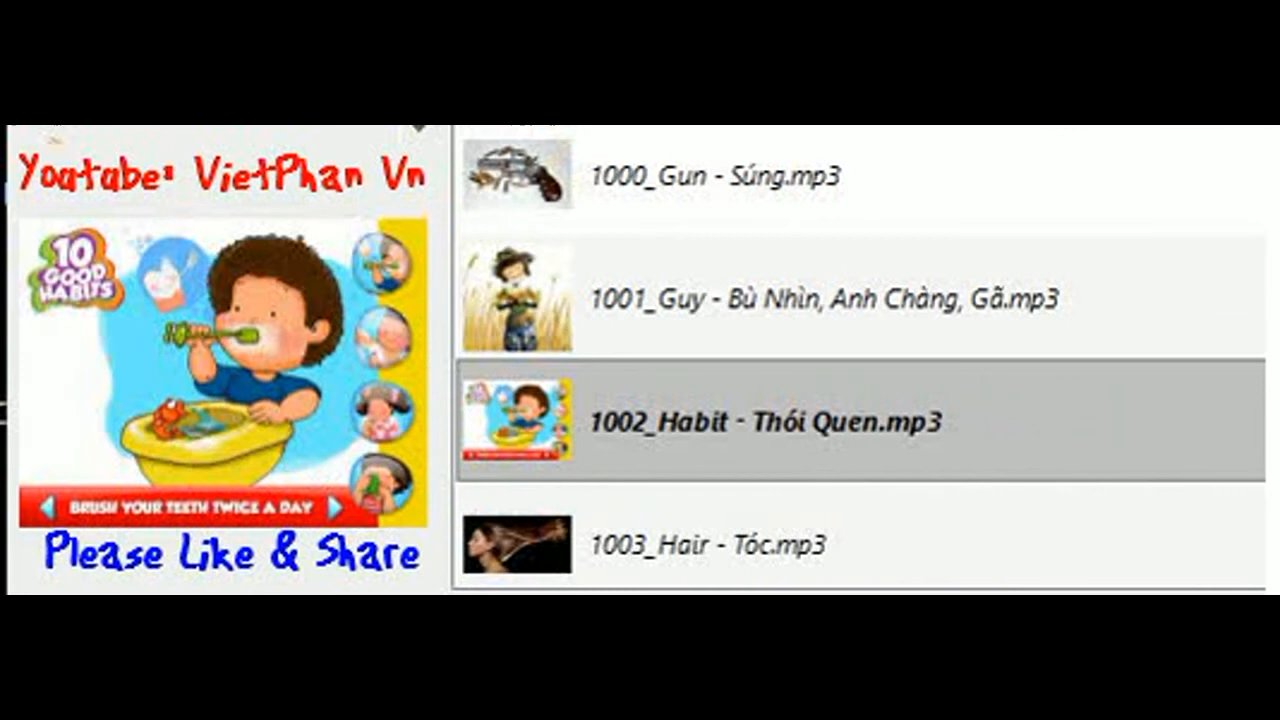 Youtube: VietPhan Vn
10
GOOD
HABITS
BRUSH YOUR TEETH TWICE A DAY
Please Like & Share
1000_Gun - Súng.mp3
1001_Guy - Bù Nhìn, Anh Chàng, Gã.mp3
1002_Habit - Thói Quen.mp3
1003_Hair - Tóc.mp3